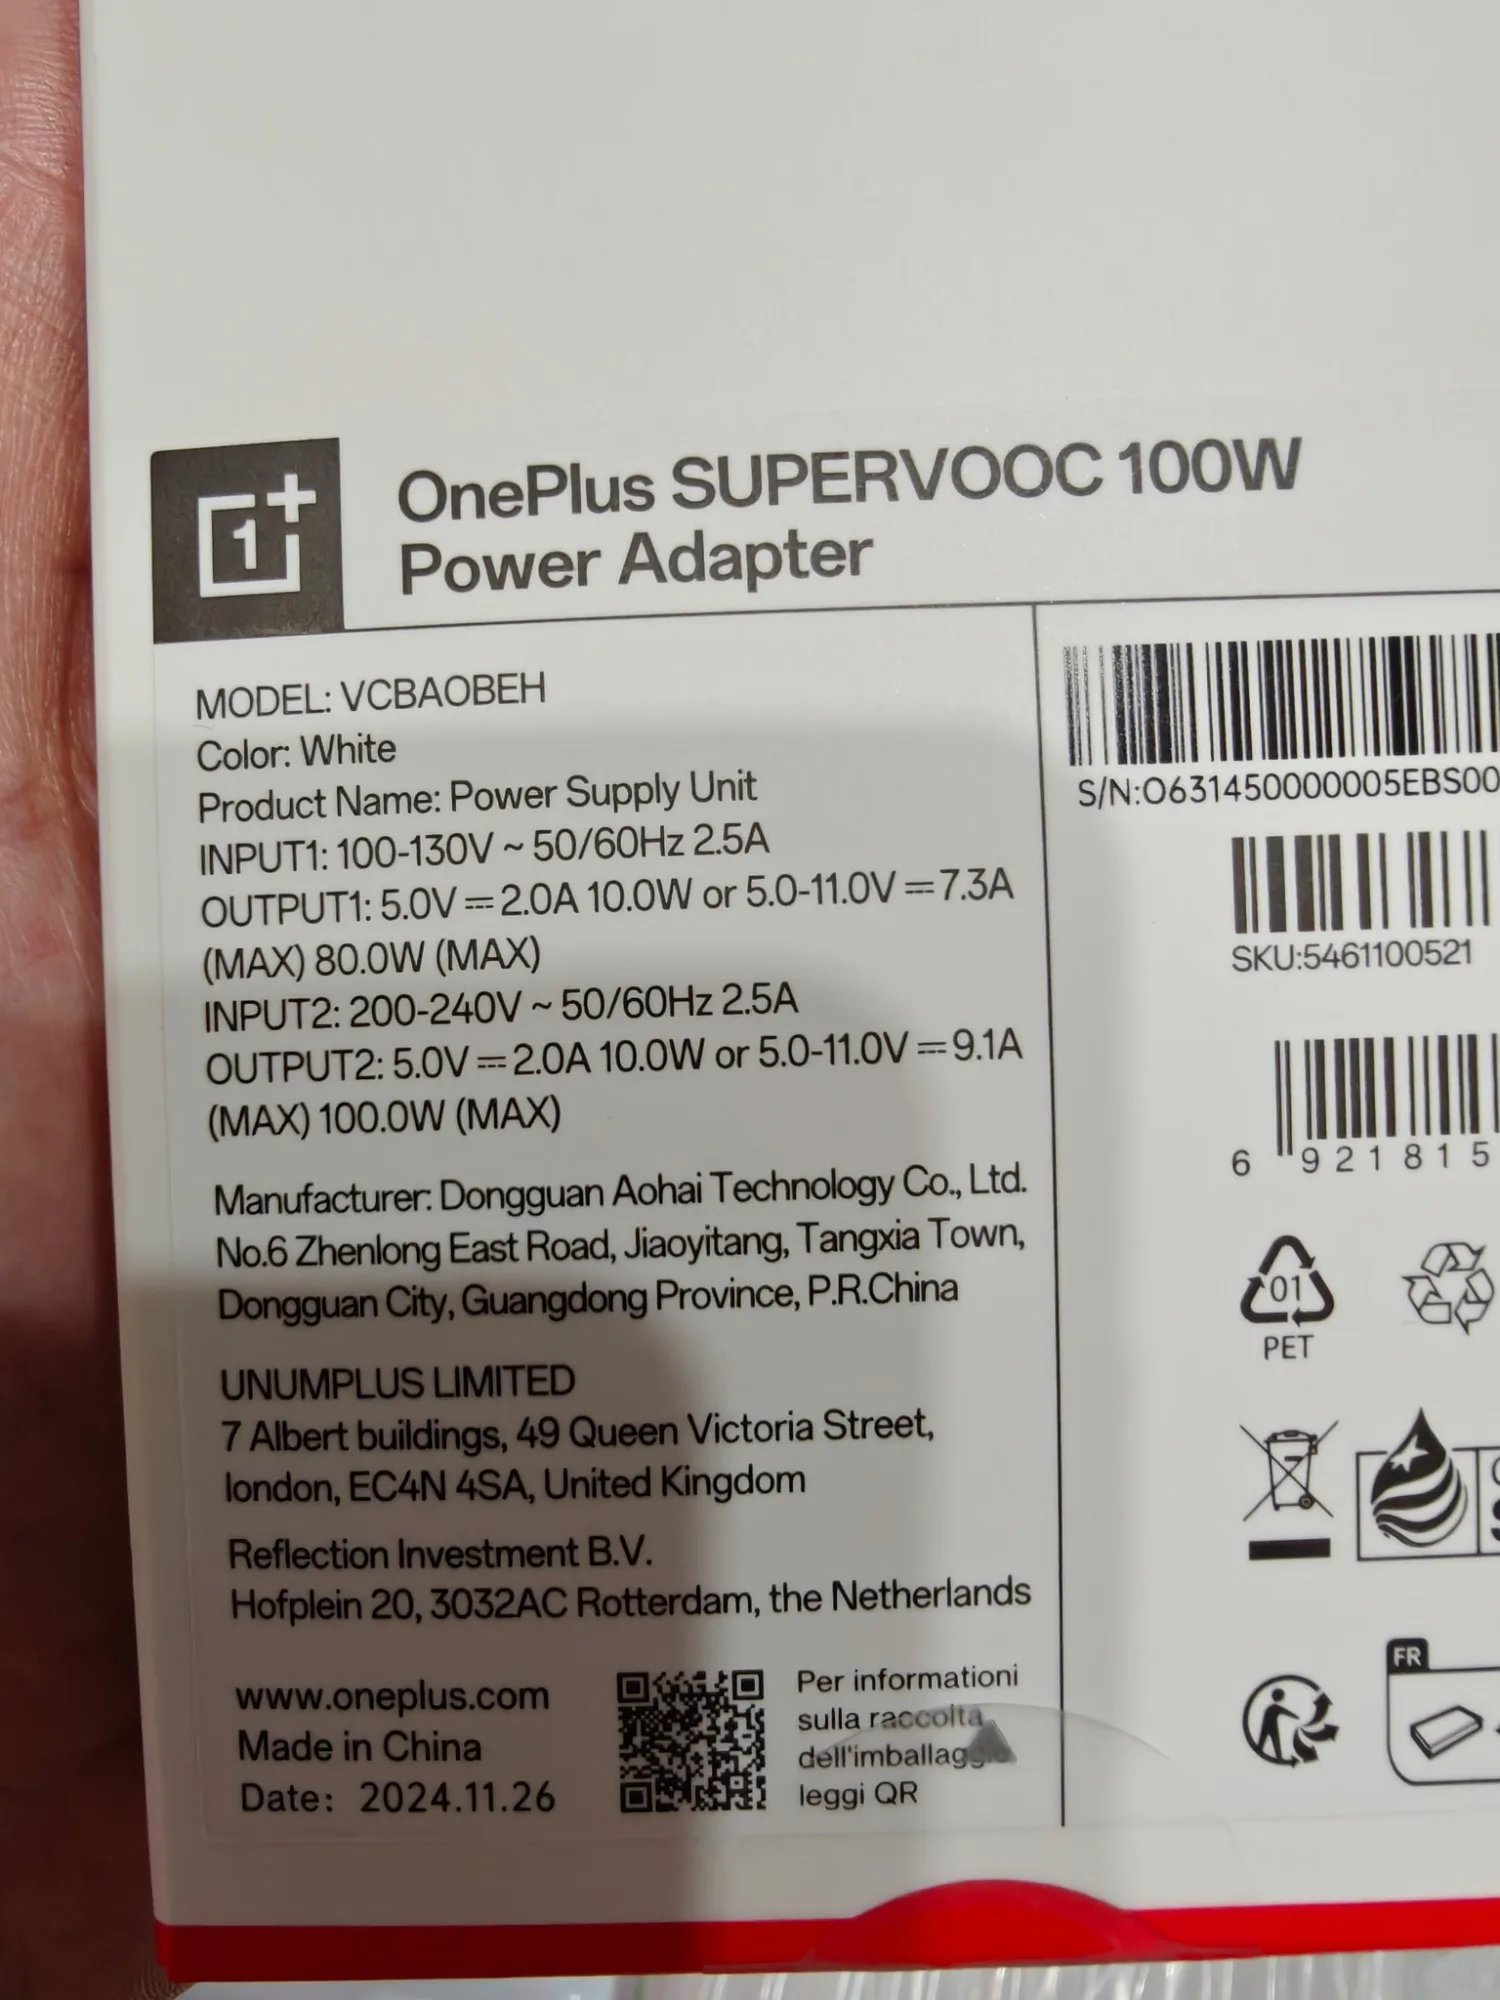 1+
OnePlus SUPERVOOC 100W
Power Adapter
MODEL: VCBAOBEH
Color: White
Product Name: Power Supply Unit
INPUT1: 100-130V ~ 50/60Hz 2.5A
OUTPUT1: 5.0V ⎓ 2.0A 10.0W or 5.0-11.0V ⎓ 7.3A
(MAX) 80.0W (MAX)
INPUT2: 200-240V ~ 50/60Hz 2.5A
OUTPUT2: 5.0V ⎓ 2.0A 10.0W or 5.0-11.0V ⎓ 9.1A
(MAX) 100.0W (MAX)
Manufacturer: Dongguan Aohai Technology Co., Ltd.
No.6 Zhenlong East Road, Jiaoyitang, Tangxia Town,
Dongguan City, Guangdong Province, P.R.China
UNUMPLUS LIMITED
7 Albert buildings, 49 Queen Victoria Street,
london, EC4N 4SA, United Kingdom
Reflection Investment B.V.
Hofplein 20, 3032AC Rotterdam, the Netherlands
www.oneplus.com
Made in China
Date: 2024.11.26
Per informationi
sulla raccolta
dell'imballaggio
leggi QR
S/N:O631450000005EBS00
SKU:5461100521
6 921815
01
PET
FR